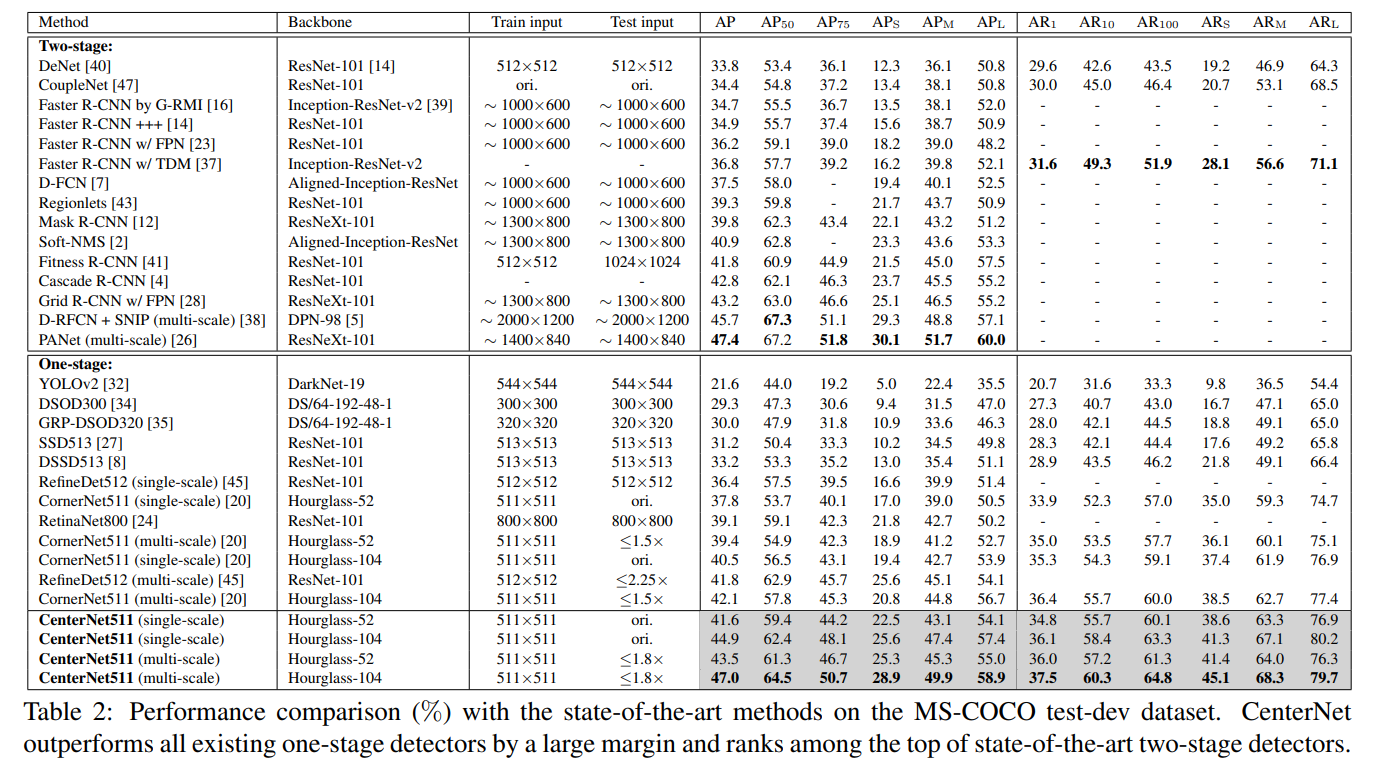 Method Backbone Train input Test input AP AP50 AP75 APS APM APL AR1 AR10 AR100 ARS ARM ARL
Two-stage:
DeNet [40] ResNet-101 [14] 512×512 512×512 33.8 53.4 36.1 12.3 36.1 50.8 29.6 42.6 43.5 19.2 46.9 64.3
CoupleNet [47] ResNet-101 ori. ori. 34.4 54.8 37.2 13.4 38.1 50.8 30.0 45.0 46.4 20.7 53.1 68.5
Faster R-CNN by G-RMI [16] Inception-ResNet-v2 [39] ∼ 1000×600 ∼ 1000×600 34.7 55.5 36.7 13.5 38.1 52.0 - - - - - -
Faster R-CNN +++ [14] ResNet-101 ∼ 1000×600 ∼ 1000×600 34.9 55.7 37.4 15.6 38.7 50.9 - - - - - -
Faster R-CNN w/ FPN [23] ResNet-101 ∼ 1000×600 ∼ 1000×600 36.2 59.1 39.0 18.2 39.0 48.2 - - - - - -
Faster R-CNN w/ TDM [37] Inception-ResNet-v2 - - 36.8 57.7 39.2 16.2 39.8 52.1 31.6 49.3 51.9 28.1 56.6 71.1
D-FCN [7] Aligned-Inception-ResNet ∼ 1000×600 ∼ 1000×600 37.5 58.0 - 19.4 40.1 52.5 - - - - - -
Regionlets [43] ResNet-101 ∼ 1000×600 ∼ 1000×600 39.3 59.8 - 21.7 43.7 50.9 - - - - - -
Mask R-CNN [12] ResNeXt-101 ∼ 1300×800 ∼ 1300×800 39.8 62.3 43.4 22.1 43.2 51.2 - - - - - -
Soft-NMS [2] Aligned-Inception-ResNet ∼ 1300×800 ∼ 1300×800 40.9 62.8 - 23.3 43.6 53.3 - - - - - -
Fitness R-CNN [41] ResNet-101 512×512 1024×1024 41.8 60.9 44.9 21.5 45.0 57.5 - - - - - -
Cascade R-CNN [4] ResNet-101 - - 42.8 62.1 46.3 23.7 45.5 55.2 - - - - - -
Grid R-CNN w/ FPN [28] ResNeXt-101 ∼ 1300×800 ∼ 1300×800 43.2 63.0 46.6 25.1 46.5 55.2 - - - - - -
D-RFCN + SNIP (multi-scale) [38] DPN-98 [5] ∼ 2000×1200 ∼ 2000×1200 45.7 67.3 51.1 29.3 48.8 57.1 - - - - - -
PANet (multi-scale) [26] ResNeXt-101 ∼ 1400×840 ∼ 1400×840 47.4 67.2 51.8 30.1 51.7 60.0 - - - - - -
One-stage:
YOLOv2 [32] DarkNet-19 544×544 544×544 21.6 44.0 19.2 5.0 22.4 35.5 20.7 31.6 33.3 9.8 36.5 54.4
DSOD300 [34] DS/64-192-48-1 300×300 300×300 29.3 47.3 30.6 9.4 31.5 47.0 27.3 40.7 43.0 16.7 47.1 65.0
GRP-DSOD320 [35] DS/64-192-48-1 320×320 320×320 30.0 47.9 31.8 10.9 33.6 46.3 28.0 42.1 44.5 18.8 49.1 65.0
SSD513 [27] ResNet-101 513×513 513×513 31.2 50.4 33.3 10.2 34.5 49.8 28.3 42.1 44.4 17.6 49.2 65.8
DSSD513 [8] ResNet-101 513×513 513×513 33.2 53.3 35.2 13.0 35.4 51.1 28.9 43.5 46.2 21.8 49.1 66.4
RefineDet512 (single-scale) [45] ResNet-101 512×512 512×512 36.4 57.5 39.5 16.6 39.9 51.4 - - - - - -
CornerNet511 (single-scale) [20] Hourglass-52 511×511 ori. 37.8 53.7 40.1 17.0 39.0 50.5 33.9 52.3 57.0 35.0 59.3 74.7
RetinaNet800 [24] ResNet-101 800×800 800×800 39.1 59.1 42.3 21.8 42.7 50.2 - - - - - -
CornerNet511 (multi-scale) [20] Hourglass-52 511×511 ≤1.5× 39.4 54.9 42.3 18.9 41.2 52.7 35.0 53.5 57.7 36.1 60.1 75.1
CornerNet511 (single-scale) [20] Hourglass-104 511×511 ori. 40.5 56.5 43.1 19.4 42.7 53.9 35.3 54.3 59.1 37.4 61.9 76.9
RefineDet512 (multi-scale) [45] ResNet-101 512×512 ≤2.25× 41.8 62.9 45.7 25.6 45.1 54.1
CornerNet511 (multi-scale) [20] Hourglass-104 511×511 ≤1.5× 42.1 57.8 45.3 20.8 44.8 56.7 36.4 55.7 60.0 38.5 62.7 77.4
CenterNet511 (single-scale) Hourglass-52 511×511 ori. 41.6 59.4 44.2 22.5 43.1 54.1 34.8 55.7 60.1 38.6 63.3 76.9
CenterNet511 (single-scale) Hourglass-104 511×511 ori. 44.9 62.4 48.1 25.6 47.4 57.4 36.1 58.4 63.3 41.3 67.1 80.2
CenterNet511 (multi-scale) Hourglass-52 511×511 ≤1.8× 43.5 61.3 46.7 25.3 45.3 55.0 36.0 57.2 61.3 41.4 64.0 76.3
CenterNet511 (multi-scale) Hourglass-104 511×511 ≤1.8× 47.0 64.5 50.7 28.9 49.9 58.9 37.5 60.3 64.8 45.1 68.3 79.7
Table 2: Performance comparison (%) with the state-of-the-art methods on the MS-COCO test-dev dataset. CenterNet
outperforms all existing one-stage detectors by a large margin and ranks among the top of state-of-the-art two-stage detectors.